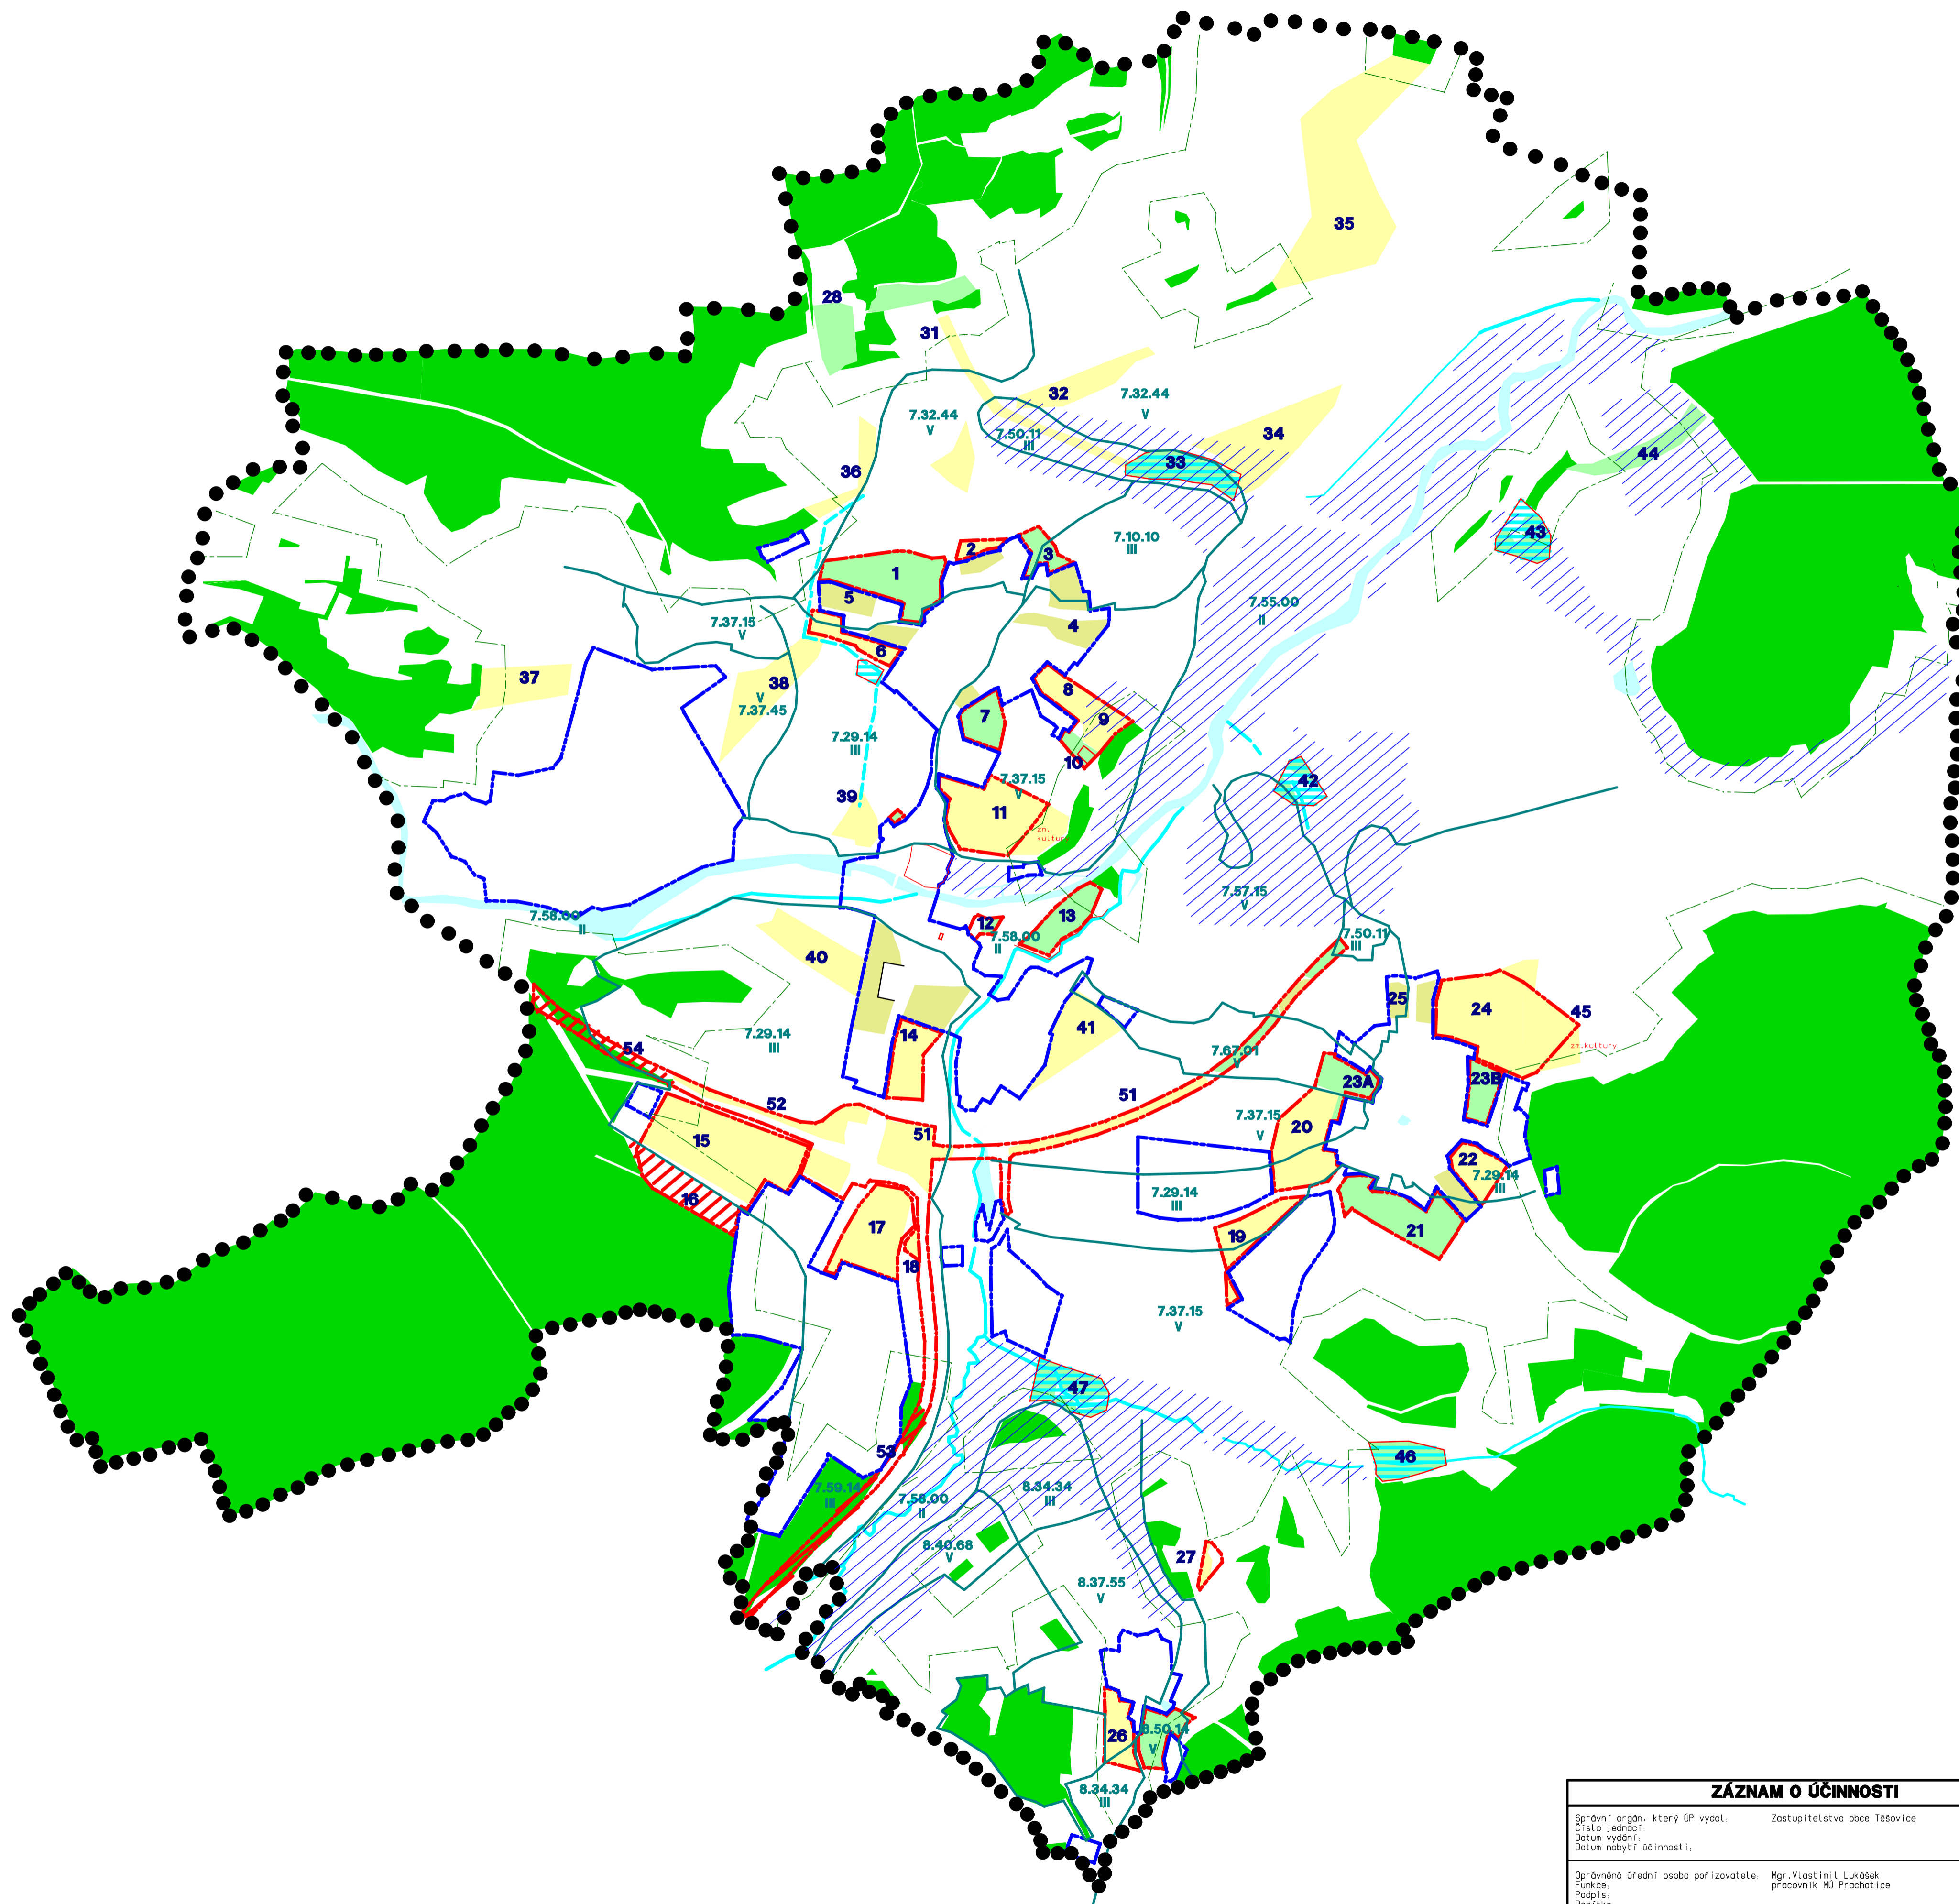 35
28
31
32
7.32.44
V
7.32.44
V
7.50.11
III
34
33
36
44
43
7.10.10
III
2
3
1
5
4
6
7.55.00
II
7.37.15
V
37
38
V
7.37.45
7.29.14
III
8
7
9
10
7.37.15
V
39
11
zm.
kultury
42
7.57.15
V
7.58.00
II
12
13
7.58.00
II
7.50.11
III
40
14
41
25
24
45
zm.kultury
7.29.14
III
54
7.67.01
V
52
51
51
23A
23B
7.37.15
V
20
15
16
22
7.29.14
III
7.29.14
III
17
18
19
21
7.37.15
V
47
46
53
7.59.14
III
7.58.00
II
8.34.34
III
8.40.68
V
27
8.37.55
V
26
8.50.14
V
8.34.34
III
ZÁZNAM O ÚČINNOSTI
Správní orgán, který ÚP vydal: Zastupitelstvo obce Těšovice
Číslo jednací:
Datum vydání:
Datum nabytí účinnosti:
Oprávněná úřední osoba pořizovatele: Mgr.Vlastimil Lukášek
Funkce: pracovník MÚ Prachatice
Podpis: